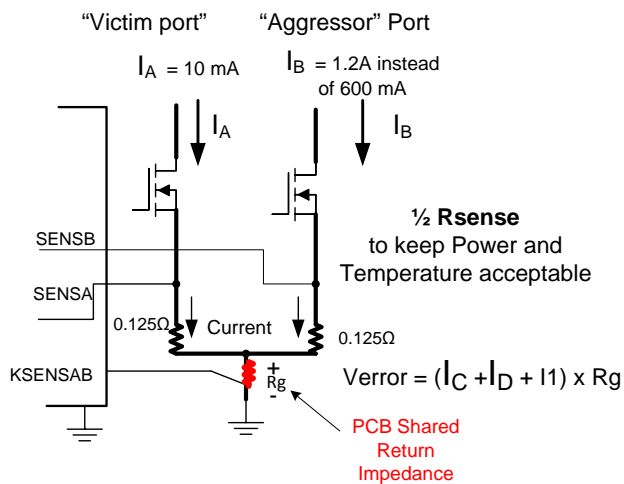 “Victim port”
“Aggressor” Port
IA = 10 mA
IB = 1.2A instead
of 600 mA
IA
IB
½ Rsense
to keep Power and
Temperature acceptable
SENSB
SENSA
0.125Ω
Current
0.125Ω
KSENSAB
+
Rg
-
Verror = (IC +ID + I1) x Rg
PCB Shared
Return
Impedance